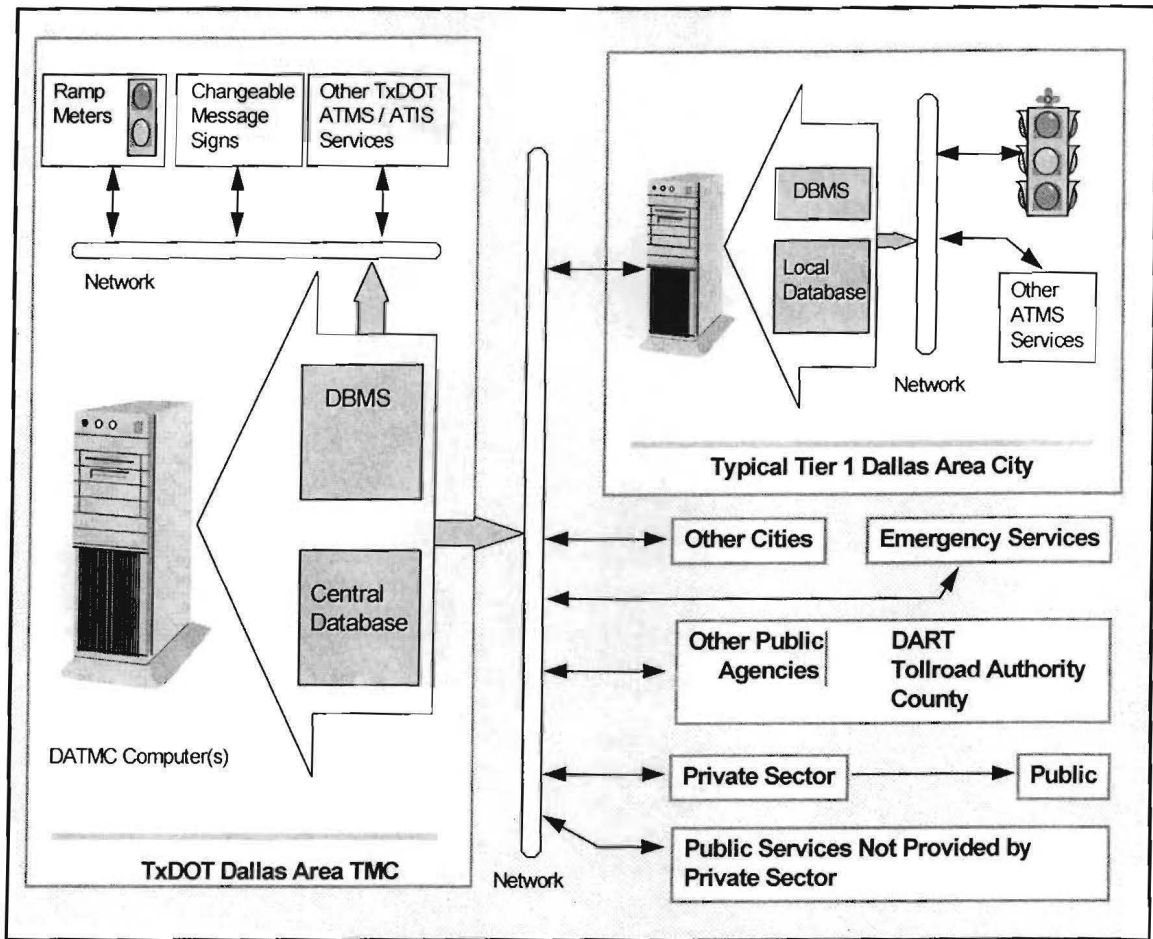 Ramp
Meters
Changeable
Message
Signs
Other TxDOT
ATMS / ATIS
Services
Network
DBMS
Central
Database
DATMC Computer(s)
TxDOT Dallas Area TMC
Network
DBMS
Local
Database
Network
Other
ATMS
Services
Typical Tier 1 Dallas Area City
Other Cities
Emergency Services
Other Public
Agencies
DART
Tollroad Authority
County
Private Sector
Public
Public Services Not Provided by
Private Sector